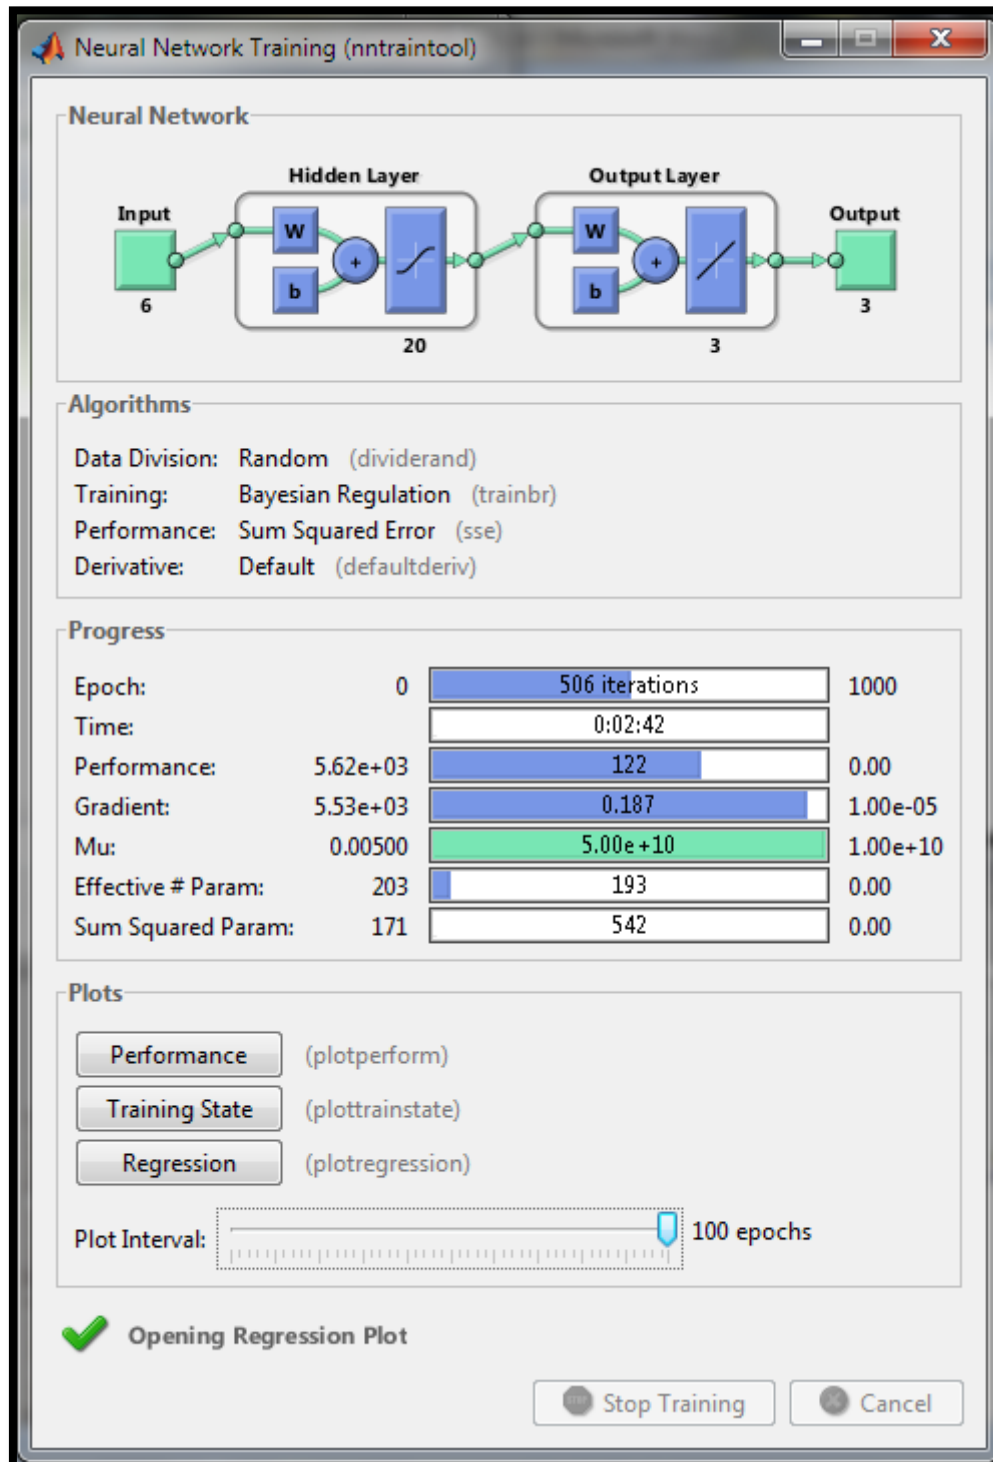 Neural Network Training (nntraintool)
Neural Network
Hidden Layer
Output Layer
Input
Output
W
b
+
W
b
+
6
20
3
3
Algorithms
Data Division: Random (dividerand)
Training: Bayesian Regulation (trainbr)
Performance: Sum Squared Error (sse)
Derivative: Default (defaultderiv)
Progress
Epoch: 0 506 iterations 1000
Time: 0:02:42
Performance: 5.62e+03 122 0.00
Gradient: 5.53e+03 0.187 1.00e-05
Mu: 0.00500 5.00e+10 1.00e+10
Effective # Param: 203 193 0.00
Sum Squared Param: 171 542 0.00
Plots
Performance (plotperform)
Training State (plottrainstate)
Regression (plotregression)
Plot Interval: 100 epochs
Opening Regression Plot
Stop Training Cancel